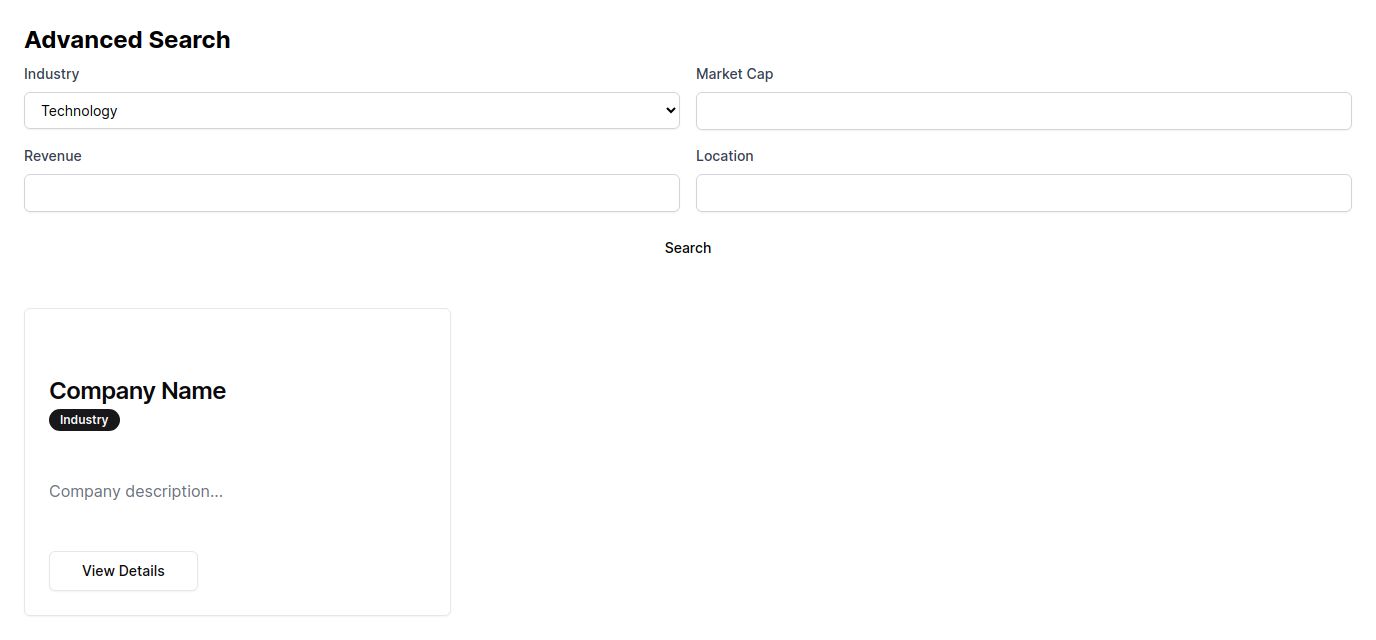 Advanced Search
Industry
Market Cap
Technology
Revenue
Location
Search
Company Name
Industry
Company description...
View Details